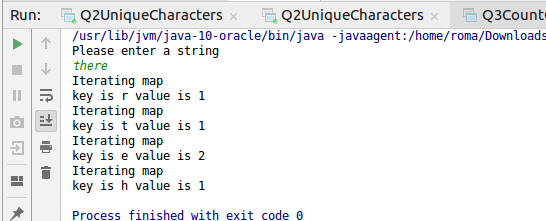 Run: Q2UniqueCharacters × Q2UniqueCharacters × Q3Count
/usr/lib/jvm/java-10-oracle/bin/java -javaagent:/home/roma/Downloads
Please enter a string
there
Iterating map
key is r value is 1
Iterating map
key is t value is 1
Iterating map
key is e value is 2
Iterating map
key is h value is 1
Process finished with exit code 0